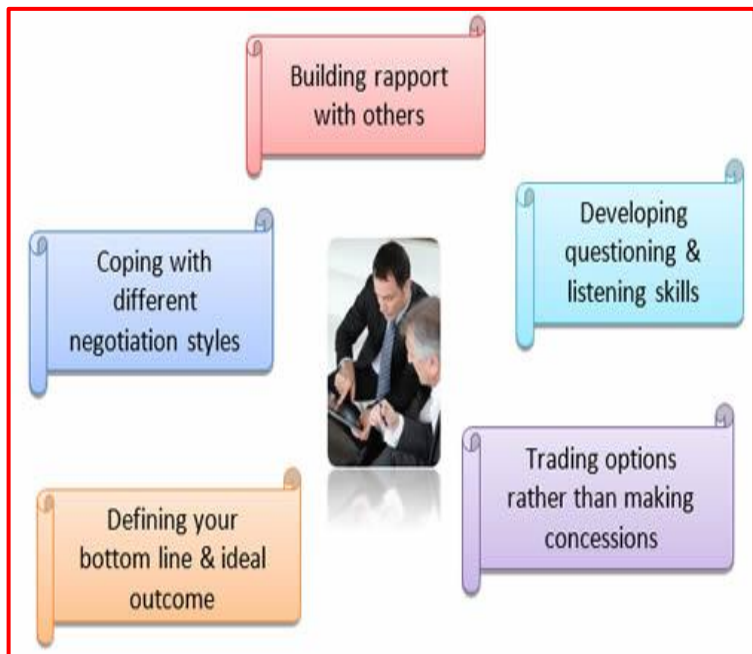 Building rapport
with others
Developing
questioning &
listening skills
Coping with
different
negotiation styles
Trading options
rather than making
concessions
Defining your
bottom line & ideal
outcome